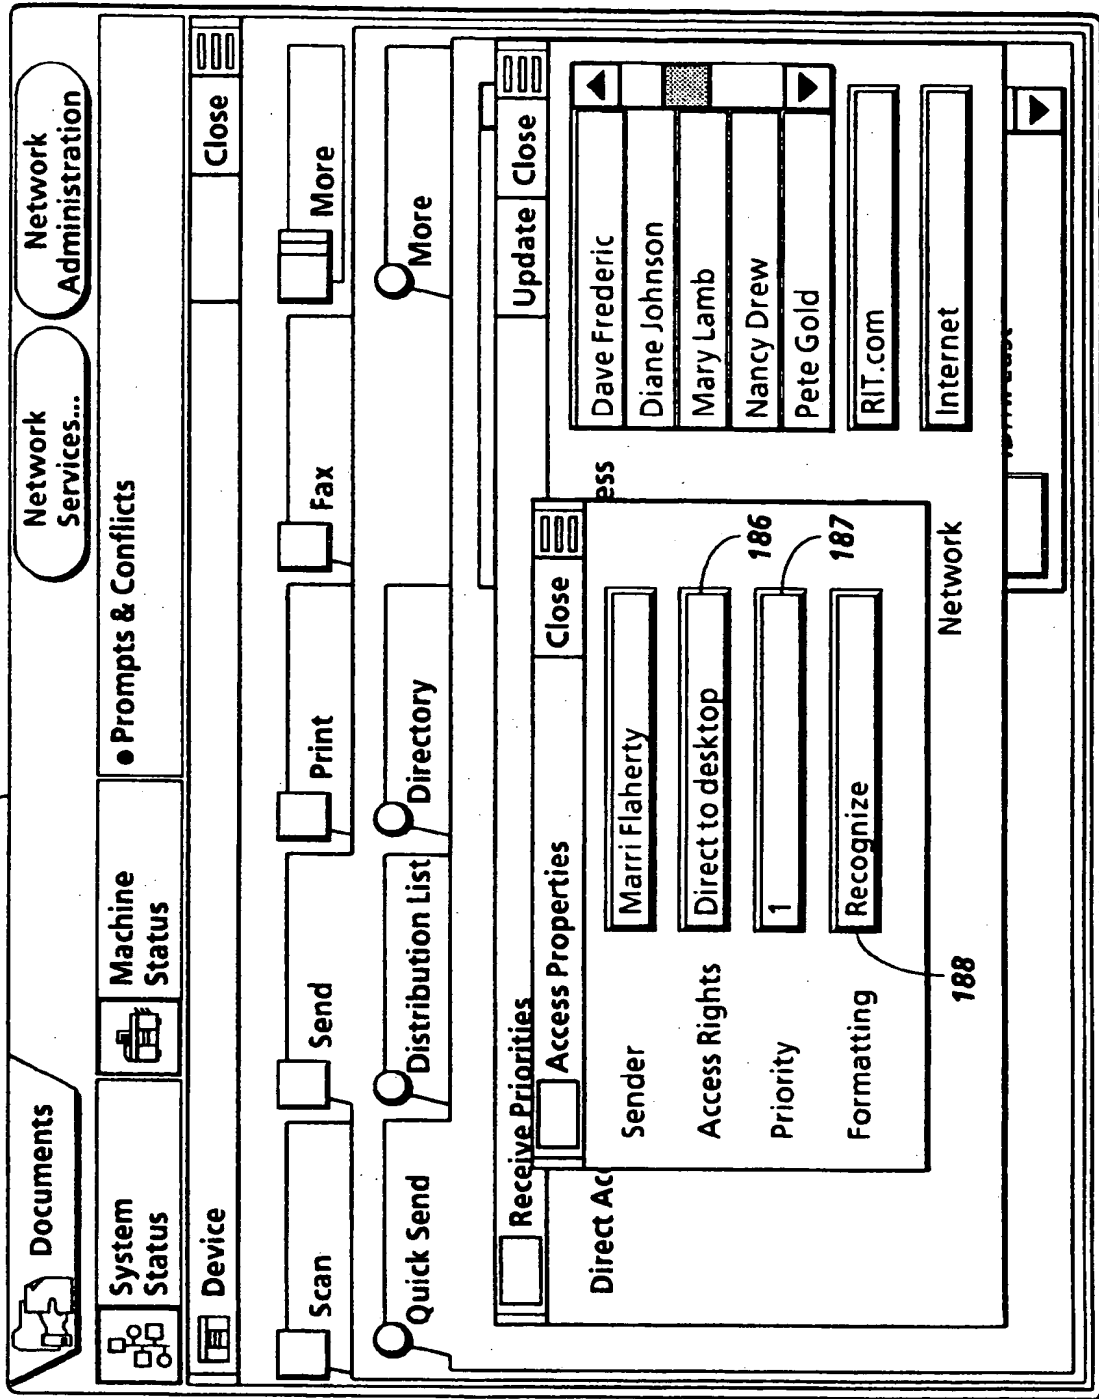 Documents
Network
Services...
Network
Administration
System
Status
Machine
Status
● Prompts & Conflicts
Device
Close
Scan
Send
Print
Fax
More
Quick Send
Distribution List
Directory
More
Receive Priorities
Update
Close
Direct Acc
ess
Access Properties
Close
Sender
Marri Flaherty
Access Rights
Direct to desktop
186
Priority
1
187
Formatting
Recognize
188
Dave Frederic
Diane Johnson
Mary Lamb
Nancy Drew
Pete Gold
RIT.com
Network
Internet